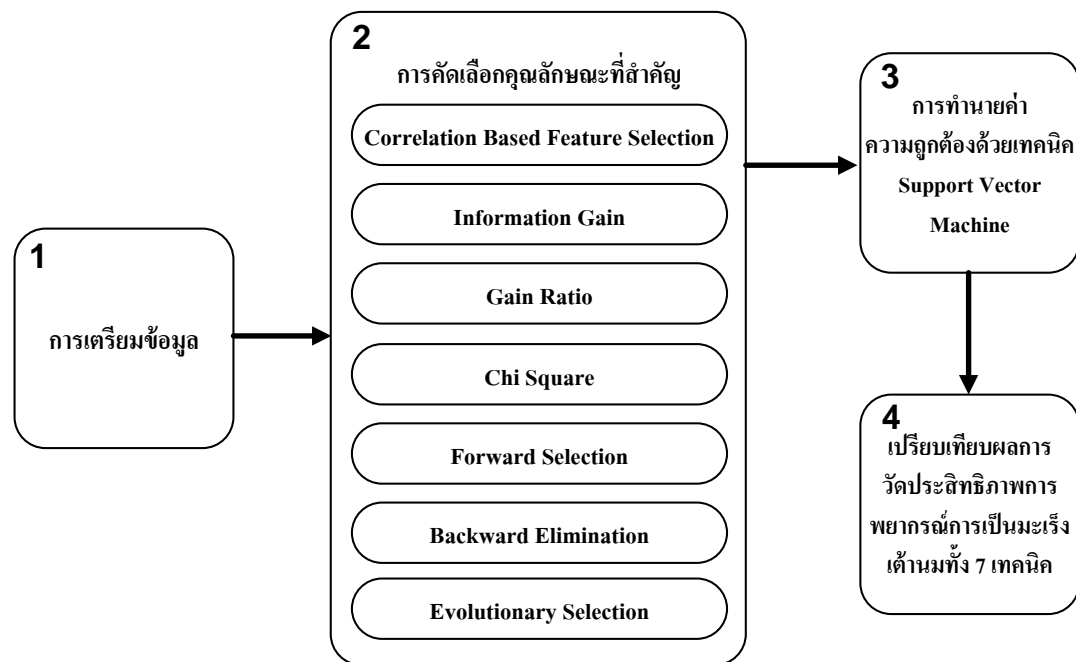 1
การเตรียมข้อมูล
2
การคัดเลือกคุณลักษณะที่สำคัญ
Correlation Based Feature Selection
Information Gain
Gain Ratio
Chi Square
Forward Selection
Backward Elimination
Evolutionary Selection
3
การทำนายค่า
ความถูกต้องด้วยเทคนิค
Support Vector
Machine
4
เปรียบเทียบผลการ
วัดประสิทธิภาพการ
พยากรณ์การเป็นมะเร็ง
เต้านมทั้ง 7 เทคนิค